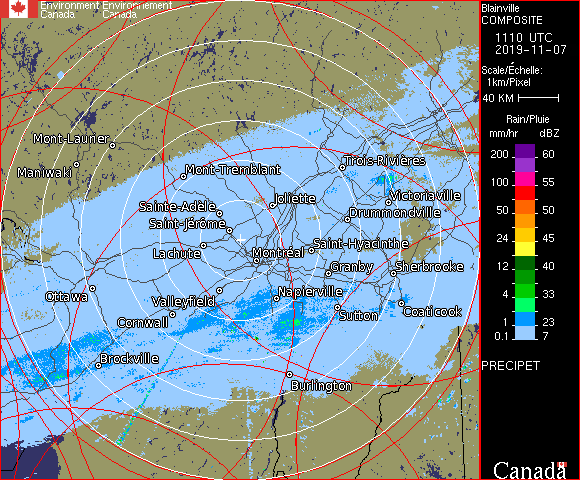 Environment Environnement
Canada Canada
Blainville
COMPOSITE
1110 UTC
2019-11-07
Scale/Échelle:
1km/Pixel
40 KM
Rain/Pluie
mm/hr dBZ
200 60
100 55
50 50
24 45
12 40
4 33
1 23
0.1 7
PRECIPET
Canada
Mont-Laurier
Maniwaki
Mont-Tremblant
Trois-Rivières
Sainte-Adèle
Joliette
Victoriaville
Drummondville
Saint-Jérôme
Lachute
Montréal
Saint-Hyacinthe
Granby
Sherbrooke
Ottawa
Valleyfield
Napierville
Cornwall
Sutton
Coaticook
Brockville
Burlington